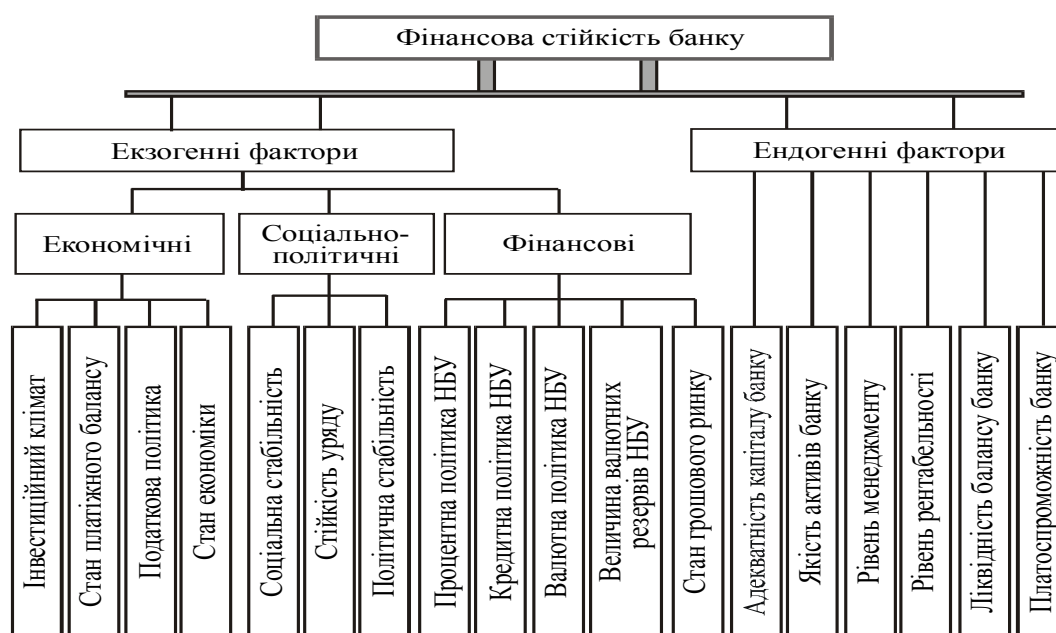 Фінансова стійкість банку
Екзогенні фактори
Ендогенні фактори
Економічні
Соціально-
політичні
Фінансові
Інвестиційний клімат
Стан платіжного балансу
Податкова політика
Стан економіки
Соціальна стабільність
Стійкість уряду
Політична стабільність
Процентна політика НБУ
Кредитна політика НБУ
Валютна політика НБУ
Величина валютних
резервів НБУ
Стан грошового ринку
Адекватність капіталу банку
Якість активів банку
Рівень менеджменту
Рівень рентабельності
Ліквідність балансу банку
Платоспроможність банку